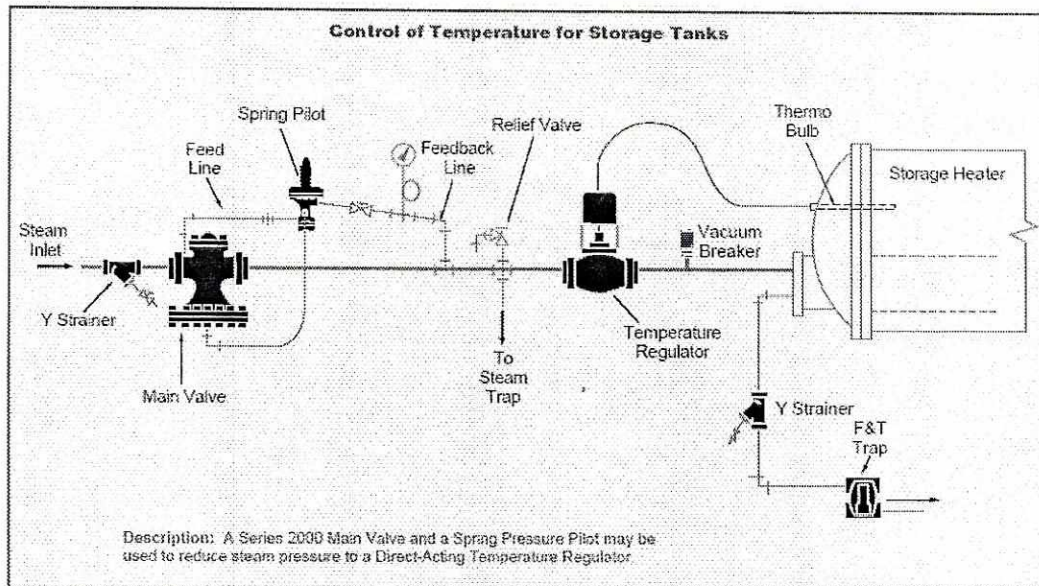 Control of Temperature for Storage Tanks
Spring Pilot
Relief Valve
Thermo
Bulb
Feed
Line
Feedback
Line
Storage Heater
Steam
Inlet
Vacuum
Breaker
Y Strainer
Temperature
Regulator
To
Steam
Trap
Main Valve
Y Strainer
F&T
Trap
Description: A Series 2000 Main Valve and a Spring Pressure Pilot may be
used to reduce steam pressure to a Direct-Acting Temperature Regulator.